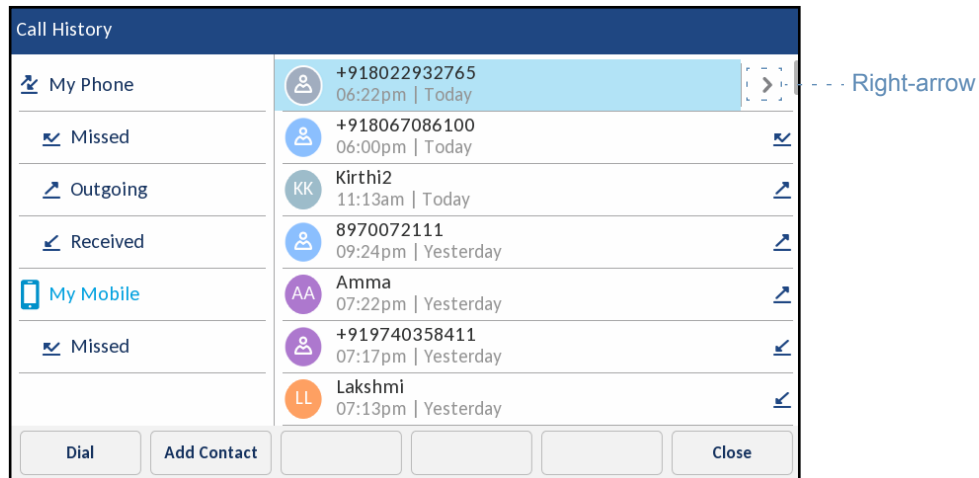 Call History
My Phone
Missed
Outgoing
Received
My Mobile
Missed
+918022932765
06:22pm | Today
+918067086100
06:00pm | Today
KK
Kirthi2
11:13am | Today
8970072111
09:24pm | Yesterday
AA
Amma
07:22pm | Yesterday
+919740358411
07:17pm | Yesterday
LL
Lakshmi
07:13pm | Yesterday
Right-arrow
Dial
Add Contact
Close